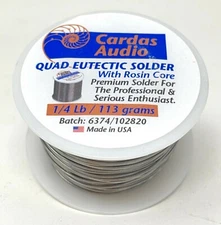 Cardas
Audio
QUAD EUTECTIC SOLDER
With Rosin Core
Premium Solder For
The Professional &
Serious Enthusiast.
1/4 Lb / 113 grams
Batch: 6374/102820
Made in USA